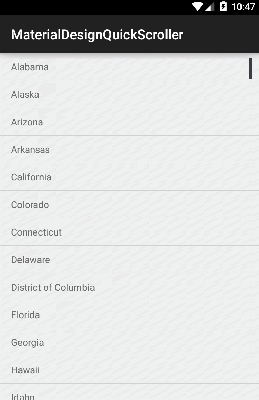 10:47
MaterialDesignQuickScroller
Alabama
Alaska
Arizona
Arkansas
California
Colorado
Connecticut
Delaware
District of Columbia
Florida
Georgia
Hawaii
Idaho